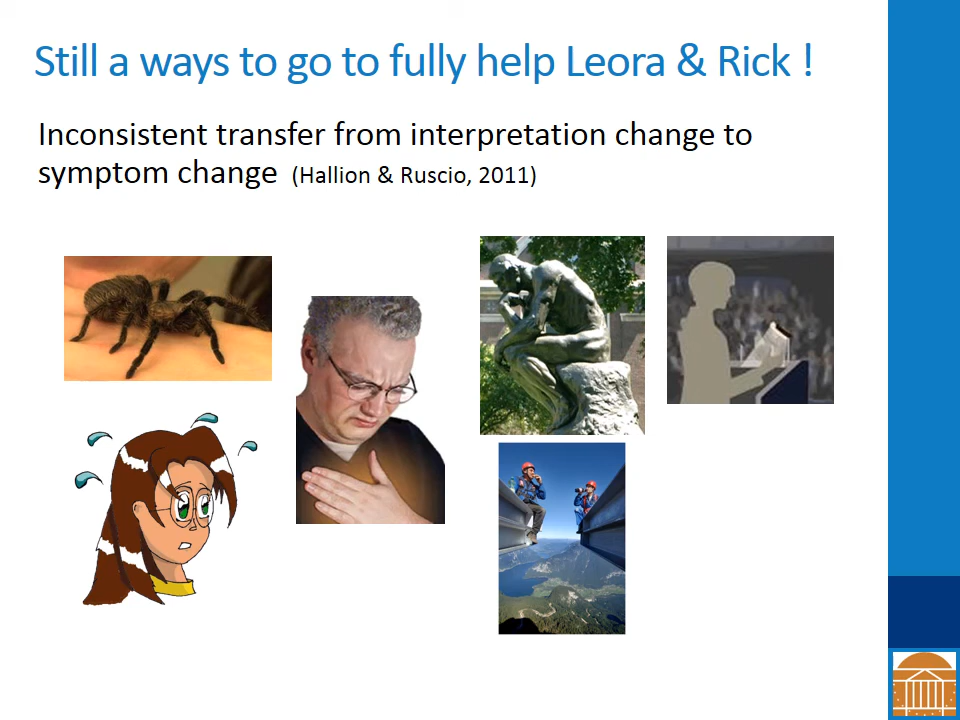 Still a ways to go to fully help Leora & Rick !
Inconsistent transfer from interpretation change to
symptom change (Hallion & Ruscio, 2011)